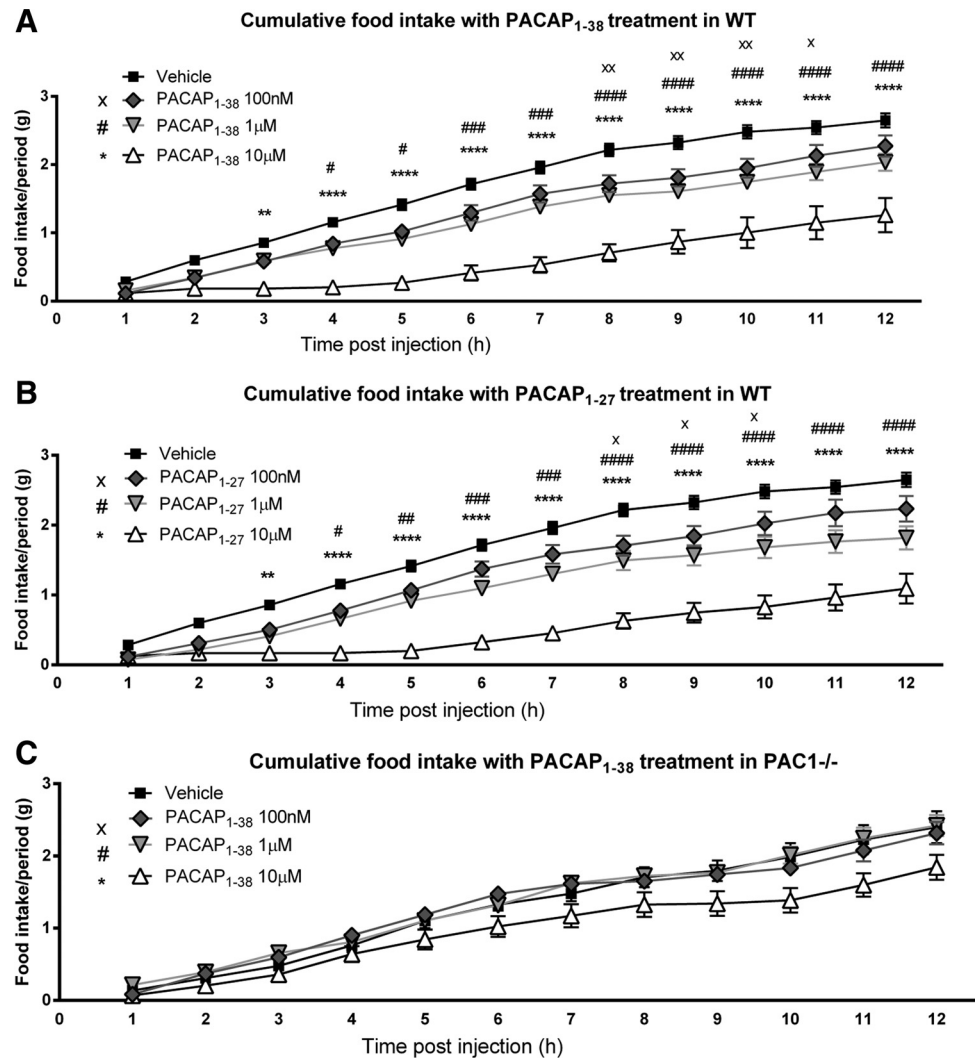 A
Cumulative food intake with PACAP1-38 treatment in WT
x xx xx xx x
#### #### #### #### ####
# # ### ###
** **** **** **** **** **** **** **** **** ****
Vehicle
x PACAP1-38 100nM
# PACAP1-38 1μM
* PACAP1-38 10μM
Food intake/period (g)
3
2
1
0
0 1 2 3 4 5 6 7 8 9 10 11 12
Time post injection (h)
B
Cumulative food intake with PACAP1-27 treatment in WT
x x x
#### #### #### #### ####
# ## ### ###
** **** **** **** **** **** **** **** **** ****
Vehicle
x PACAP1-27 100nM
# PACAP1-27 1μM
* PACAP1-27 10μM
Food intake/period (g)
3
2
1
0
0 1 2 3 4 5 6 7 8 9 10 11 12
Time post injection (h)
C
Cumulative food intake with PACAP1-38 treatment in PAC1-/-
Vehicle
x PACAP1-38 100nM
# PACAP1-38 1μM
* PACAP1-38 10μM
Food intake/period (g)
3
2
1
0
0 1 2 3 4 5 6 7 8 9 10 11 12
Time post injection (h)